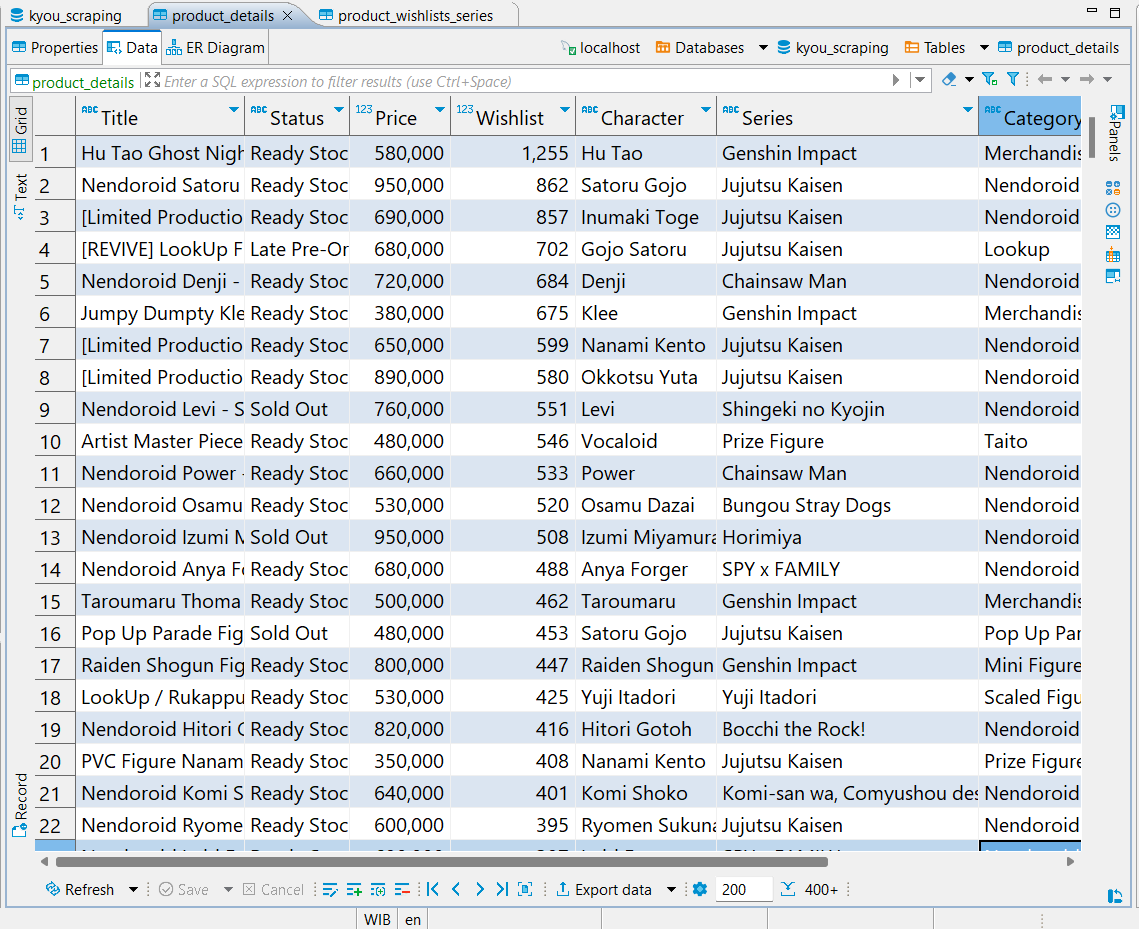 kyou_scraping product_details product_wishlists_series
Properties Data ER Diagram localhost Databases kyou_scraping Tables product_details
product_details Enter a SQL expression to filter results (use Ctrl+Space)
Grid
Text
Record
Panels
ABC Title ABC Status 123 Price 123 Wishlist ABC Character ABC Series ABC Category
1 Hu Tao Ghost Nigh Ready Stoc 580,000 1,255 Hu Tao Genshin Impact Merchandis
2 Nendoroid Satoru Ready Stoc 950,000 862 Satoru Gojo Jujutsu Kaisen Nendoroid
3 [Limited Productio Ready Stoc 690,000 857 Inumaki Toge Jujutsu Kaisen Nendoroid
4 [REVIVE] LookUp F Late Pre-Or 680,000 702 Gojo Satoru Jujutsu Kaisen Lookup
5 Nendoroid Denji - Ready Stoc 720,000 684 Denji Chainsaw Man Nendoroid
6 Jumpy Dumpty Kle Ready Stoc 380,000 675 Klee Genshin Impact Merchandis
7 [Limited Productio Ready Stoc 650,000 599 Nanami Kento Jujutsu Kaisen Nendoroid
8 [Limited Productio Ready Stoc 890,000 580 Okkotsu Yuta Jujutsu Kaisen Nendoroid
9 Nendoroid Levi - S Sold Out 760,000 551 Levi Shingeki no Kyojin Nendoroid
10 Artist Master Piece Ready Stoc 480,000 546 Vocaloid Prize Figure Taito
11 Nendoroid Power - Ready Stoc 660,000 533 Power Chainsaw Man Nendoroid
12 Nendoroid Osamu Ready Stoc 530,000 520 Osamu Dazai Bungou Stray Dogs Nendoroid
13 Nendoroid Izumi M Sold Out 950,000 508 Izumi Miyamura Horimiya Nendoroid
14 Nendoroid Anya Fo Ready Stoc 680,000 488 Anya Forger SPY x FAMILY Nendoroid
15 Taroumaru Thoma Ready Stoc 500,000 462 Taroumaru Genshin Impact Merchandis
16 Pop Up Parade Fig Sold Out 480,000 453 Satoru Gojo Jujutsu Kaisen Pop Up Par
17 Raiden Shogun Fig Ready Stoc 800,000 447 Raiden Shogun Genshin Impact Mini Figure
18 LookUp / Rukappu Ready Stoc 530,000 425 Yuji Itadori Yuji Itadori Scaled Figu
19 Nendoroid Hitori G Ready Stoc 820,000 416 Hitori Gotoh Bocchi the Rock! Nendoroid
20 PVC Figure Nanam Ready Stoc 350,000 408 Nanami Kento Jujutsu Kaisen Prize Figure
21 Nendoroid Komi S Ready Stoc 640,000 401 Komi Shoko Komi-san wa, Comyushou des Nendoroid
22 Nendoroid Ryome Ready Stoc 600,000 395 Ryomen Sukuna Jujutsu Kaisen Nendoroid
Refresh Save Cancel Export data 200 400+
WIB en